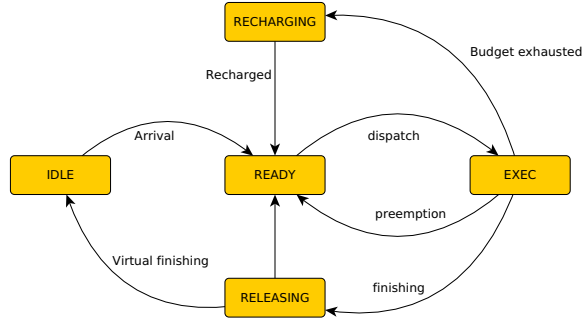 RECHARGING
Budget exhausted
Recharged
Arrival
dispatch
IDLE
READY
EXEC
preemption
Virtual finishing
finishing
RELEASING